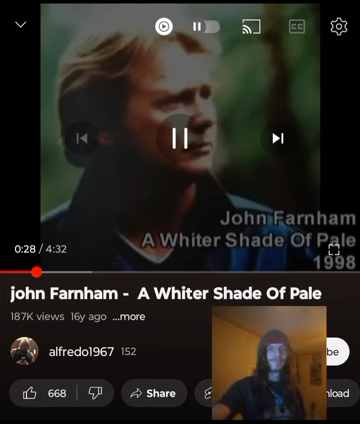 CC
John Farnham
A Whiter Shade Of Pale
1998
0:28 / 4:32
john Farnham - A Whiter Shade Of Pale
187K views 16y ago ...more
alfredo1967 152
be
668 Share nload